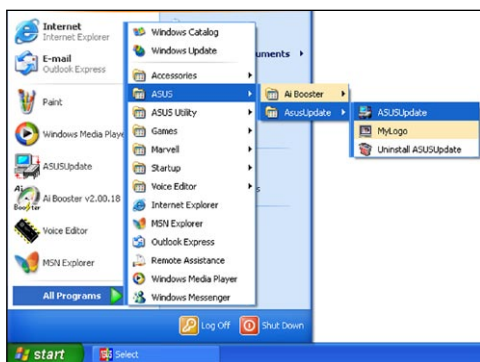 Internet
Internet Explorer
E-mail
Outlook Express
Paint
Windows Media Playe
ASUSUpdate
Ai Booster v2.00.18
Voice Editor
MSN Explorer
All Programs
Windows Catalog
Windows Update
Accessories
ASUS
ASUS Utility
Games
Marvell
Startup
Voice Editor
Internet Explorer
MSN Explorer
Outlook Express
Remote Assistance
Windows Media Player
Windows Messenger
uments
s
Ai Booster
AsusUpdate
ASUSUpdate
MyLogo
Uninstall ASUSUpdate
Log Off
Shut Down
start
Select